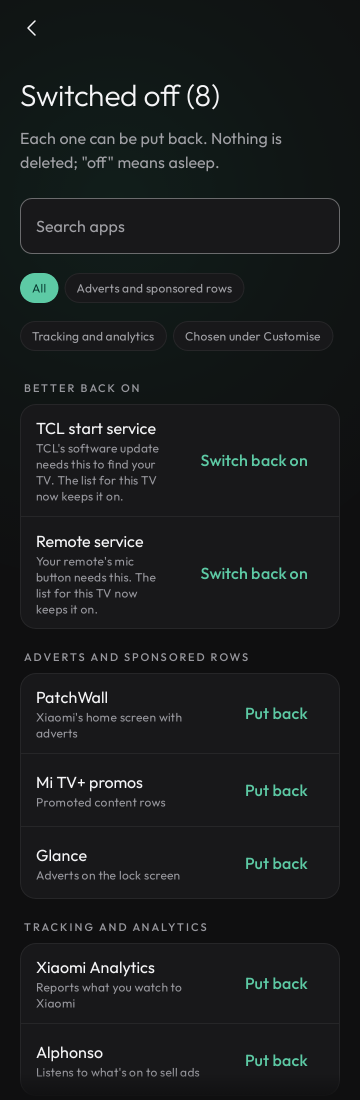 Switched off (8)
Each one can be put back. Nothing is
deleted; "off" means asleep.
Search apps
All
Adverts and sponsored rows
Tracking and analytics
Chosen under Customise
BETTER BACK ON
TCL start service
TCL's software update
needs this to find your
TV. The list for this TV
now keeps it on.
Switch back on
Remote service
Your remote's mic
button needs this. The
list for this TV now
keeps it on.
Switch back on
ADVERTS AND SPONSORED ROWS
PatchWall
Xiaomi's home screen with
adverts
Put back
Mi TV+ promos
Promoted content rows
Put back
Glance
Adverts on the lock screen
Put back
TRACKING AND ANALYTICS
Xiaomi Analytics
Reports what you watch to
Xiaomi
Put back
Alphonso
Listens to what's on to sell ads
Put back